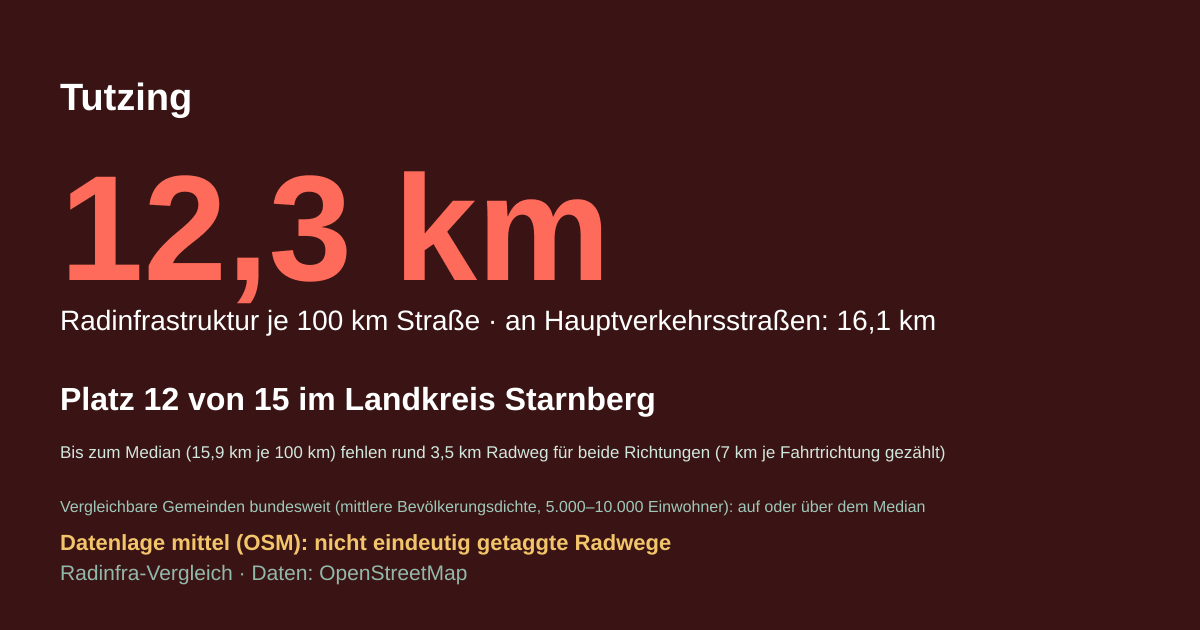 Tutzing
12,3 km
Radinfrastruktur je 100 km Straße · an Hauptverkehrsstraßen: 16,1 km
Platz 12 von 15 im Landkreis Starnberg
Bis zum Median (15,9 km je 100 km) fehlen rund 3,5 km Radweg für beide Richtungen (7 km je Fahrtrichtung gezählt)
Vergleichbare Gemeinden bundesweit (mittlere Bevölkerungsdichte, 5.000–10.000 Einwohner): auf oder über dem Median
Datenlage mittel (OSM): nicht eindeutig getaggte Radwege
Radinfra-Vergleich · Daten: OpenStreetMap